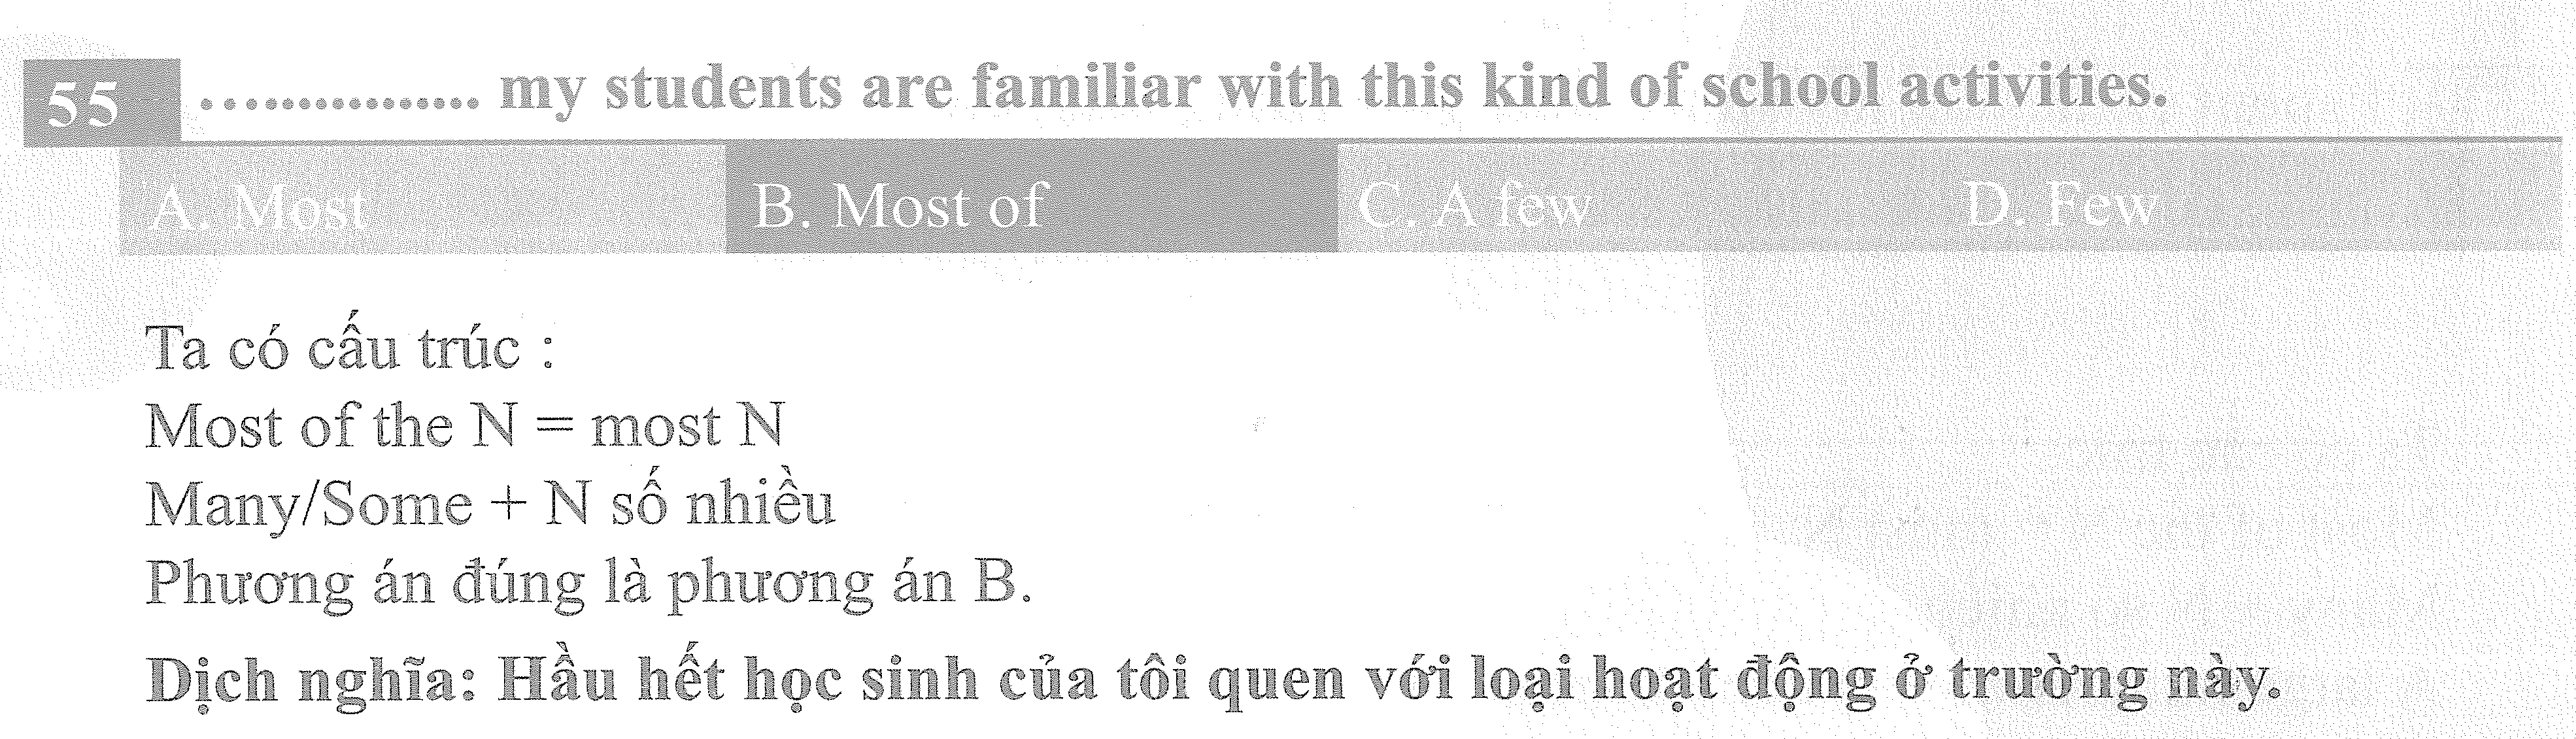 55 ................ my students are familiar with this kind of school activities.
A. Most B. Most of C. A few D. Few
Ta có cấu trúc :
Most of the N = most N
Many/Some + N số nhiều
Phương án đúng là phương án B.
Dịch nghĩa: Hầu hết học sinh của tôi quen với loại hoạt động ở trường này.